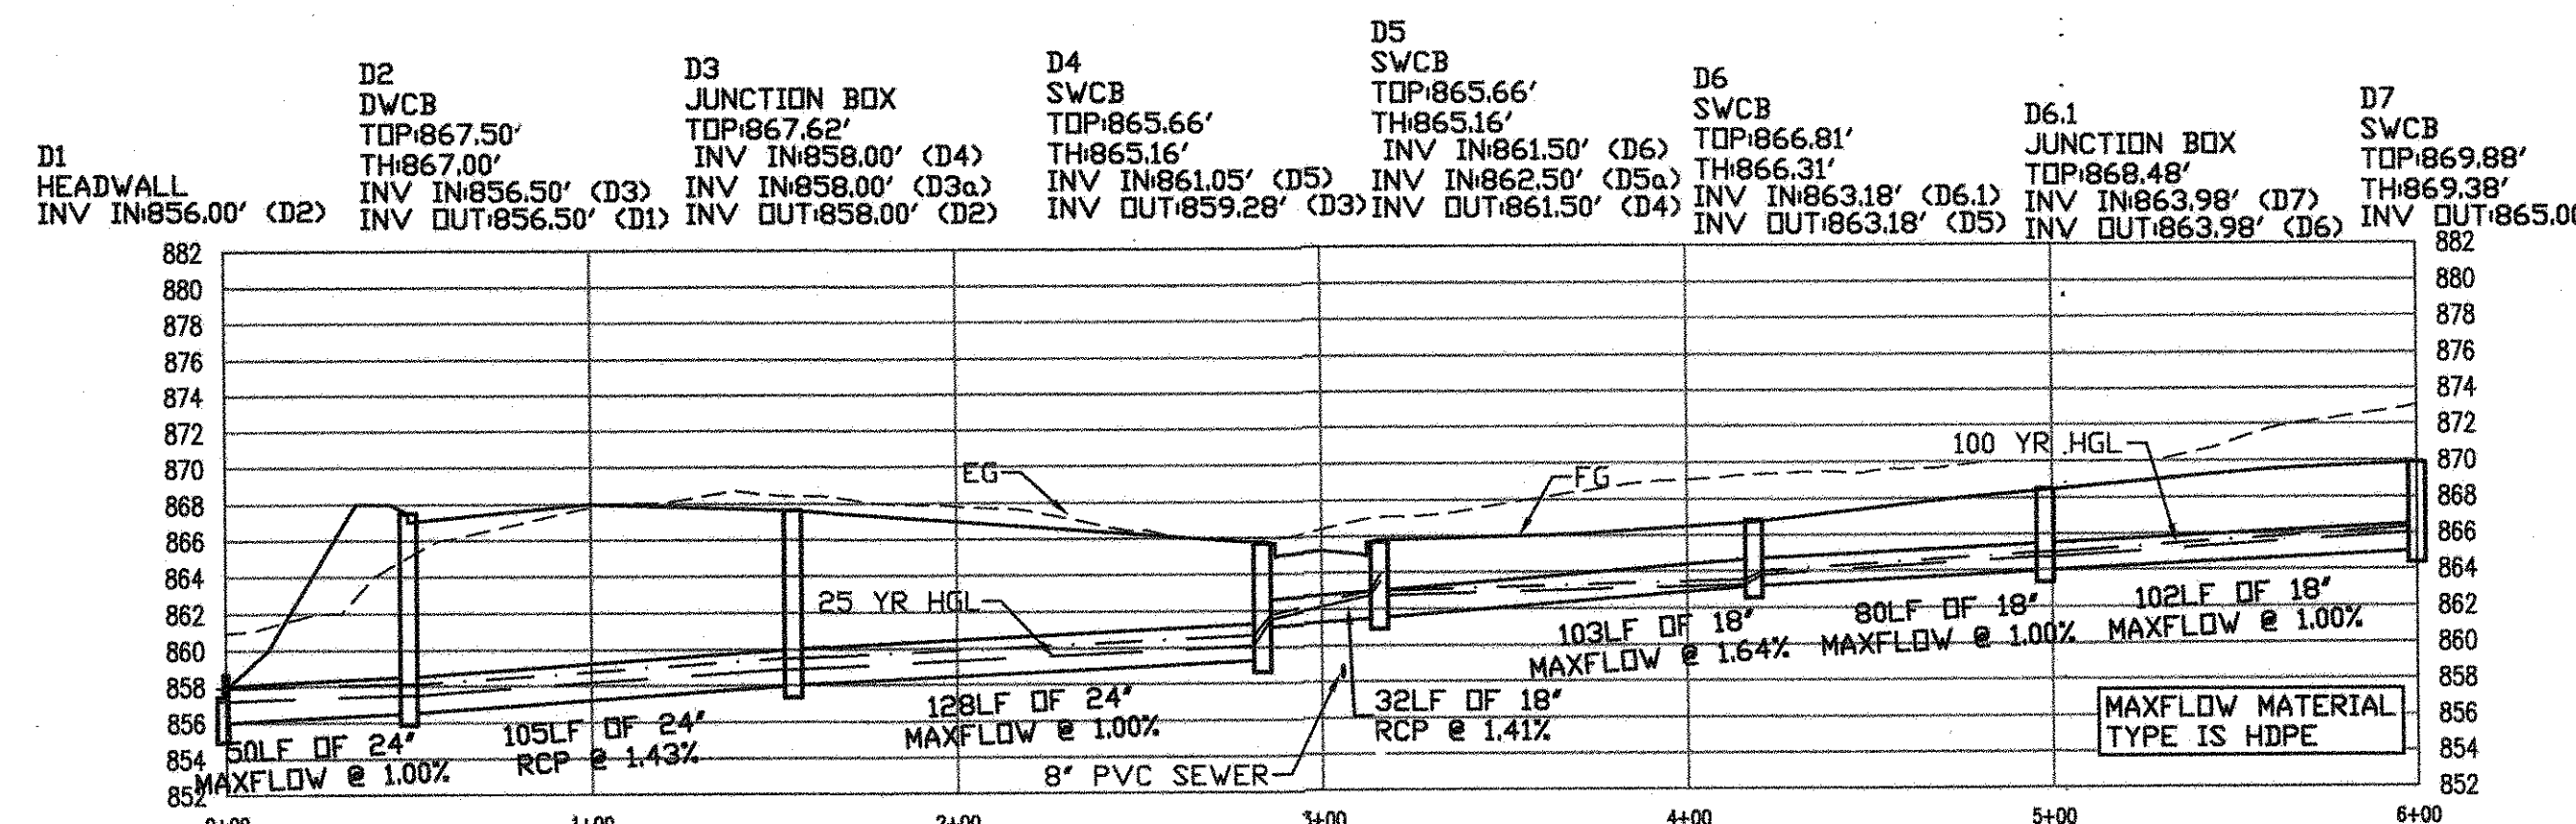 D1
HEADWALL
INV IN:856.00' (D2)
D2
DWCB
TOP:867.50'
TH:867.00'
INV IN:856.50' (D3)
INV OUT:856.50' (D1)
D3
JUNCTION BOX
TOP:867.62'
INV IN:858.00' (D4)
INV IN:858.00' (D3a)
INV OUT:858.00' (D2)
D4
SWCB
TOP:865.66'
TH:865.16'
INV IN:861.05' (D5)
INV OUT:859.28' (D3)
D5
SWCB
TOP:865.66'
TH:865.16'
INV IN:861.50' (D6)
INV IN:862.50' (D5a)
INV OUT:861.50' (D4)
D6
SWCB
TOP:866.81'
TH:866.31'
INV IN:863.18' (D6.1)
INV OUT:863.18' (D5)
D6.1
JUNCTION BOX
TOP:868.48'
INV IN:863.98' (D7)
INV OUT:863.98' (D6)
D7
SWCB
TOP:869.88'
TH:869.38'
INV OUT:865.00
882
880
878
876
874
872
870
868
866
864
862
860
858
856
854
852
882
880
878
876
874
872
870
868
866
864
862
860
858
856
854
852
EG
FG
100 YR HGL
25 YR HGL
50LF OF 24"
MAXFLOW @ 1.00%
105LF OF 24"
RCP @ 1.43%
128LF OF 24"
MAXFLOW @ 1.00%
8" PVC SEWER
32LF OF 18"
RCP @ 1.41%
103LF OF 18"
MAXFLOW @ 1.64%
80LF OF 18"
MAXFLOW @ 1.00%
102LF OF 18"
MAXFLOW @ 1.00%
MAXFLOW MATERIAL
TYPE IS HDPE
0+00
1+00
2+00
3+00
4+00
5+00
6+00